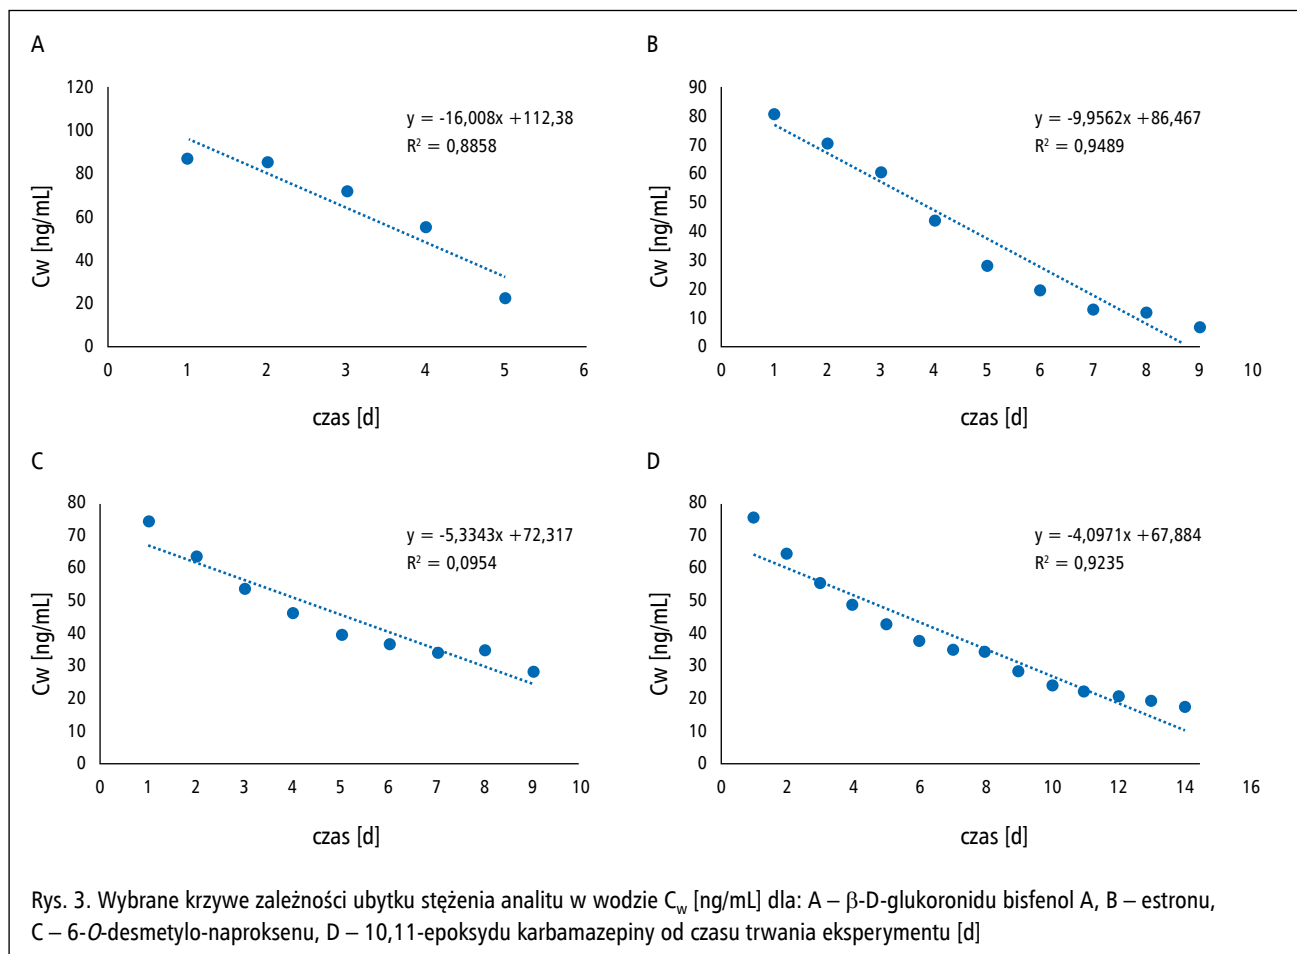 A
120
100
80
60
40
20
0
0 1 2 3 4 5 6
Cw [ng/mL]
czas [d]
y = -16,008x +112,38
R² = 0,8858
B
90
80
70
60
50
40
30
20
10
0
0 1 2 3 4 5 6 7 8 9 10
Cw [ng/mL]
czas [d]
y = -9,9562x +86,467
R² = 0,9489
C
80
70
60
50
40
30
20
10
0
0 1 2 3 4 5 6 7 8 9 10
Cw [ng/mL]
czas [d]
y = -5,3343x +72,317
R² = 0,0954
D
80
70
60
50
40
30
20
10
0
0 2 4 6 8 10 12 14 16
Cw [ng/mL]
czas [d]
y = -4,0971x +67,884
R² = 0,9235
Rys. 3. Wybrane krzywe zależności ubytku stężenia analitu w wodzie C_w [ng/mL] dla: A – β-D-glukoronidu bisfenol A, B – estronu,
C – 6-O-desmetylo-naproksenu, D – 10,11-epoksydu karbamazepiny od czasu trwania eksperymentu [d]